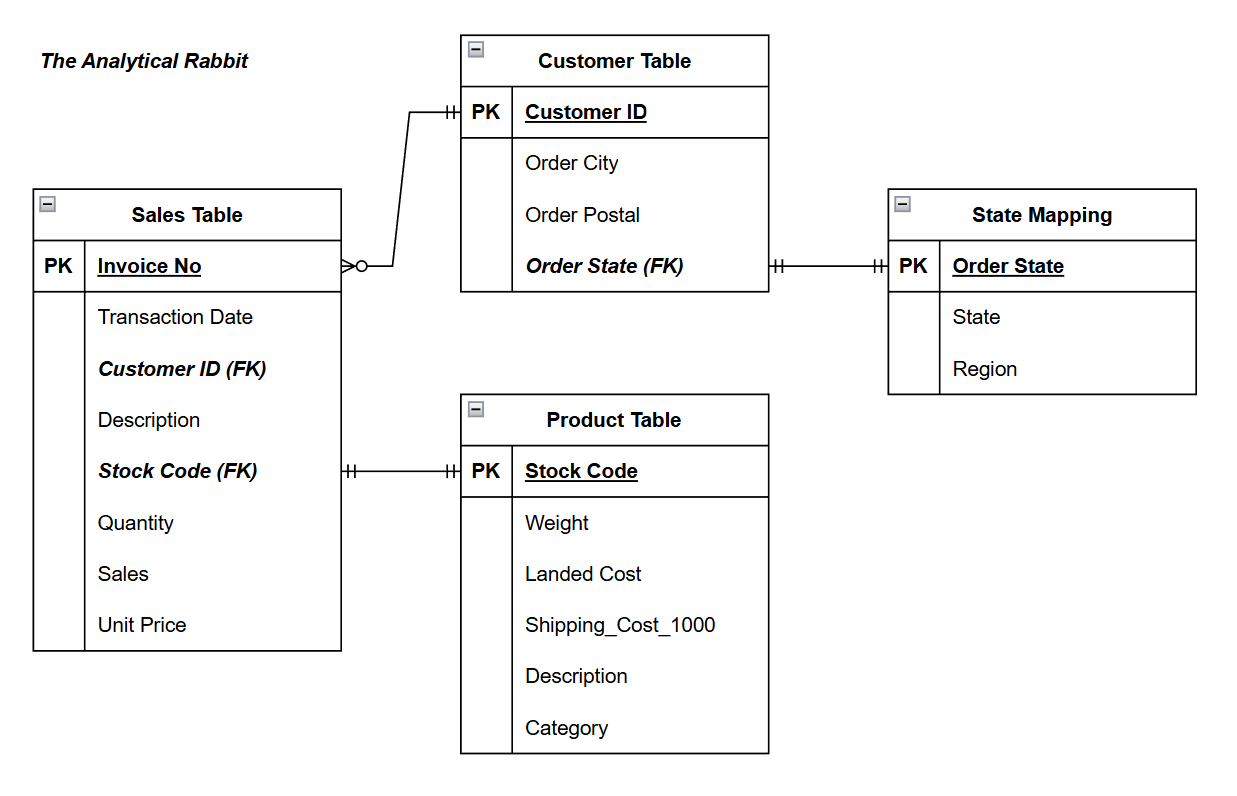 The Analytical Rabbit
Customer Table
PK Customer ID
Order City
Order Postal
Order State (FK)
Sales Table
PK Invoice No
Transaction Date
Customer ID (FK)
Description
Stock Code (FK)
Quantity
Sales
Unit Price
State Mapping
PK Order State
State
Region
Product Table
PK Stock Code
Weight
Landed Cost
Shipping_Cost_1000
Description
Category